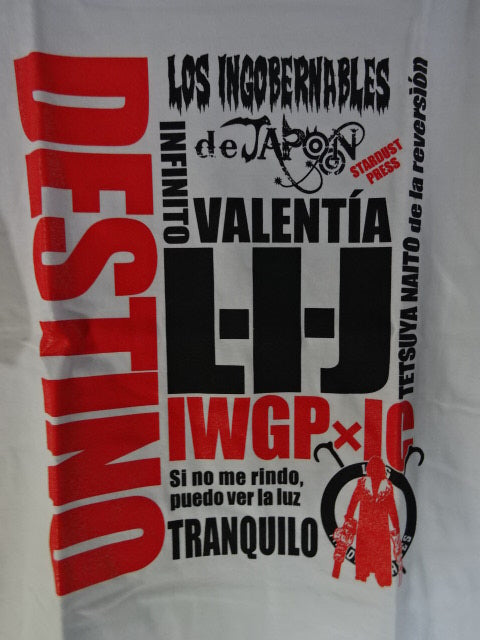 DESTINO
LOS INGOBERNABLES
de JAPON
STARDUST
PRESS
INFINITO
VALENTÍA
L·I·J
TETSUYA NAITO de la reversión
IWGP×IC
Si no me rindo,
puedo ver la luz
TRANQUILO